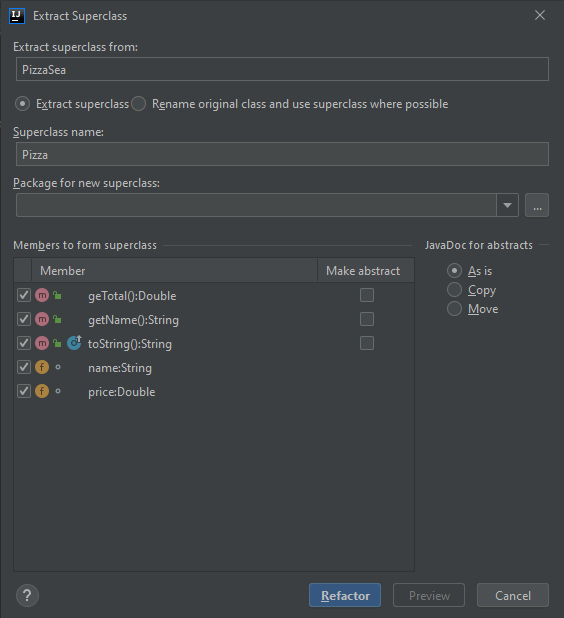 IJ
Extract Superclass
Extract superclass from:
PizzaSea
Extract superclass Rename original class and use superclass where possible
Superclass name:
Pizza
Package for new superclass:
...
Members to form superclass JavaDoc for abstracts
Member Make abstract As is
m geTotal():Double Copy
m getName():String Move
m toString():String
f name:String
f price:Double
? Refactor Preview Cancel